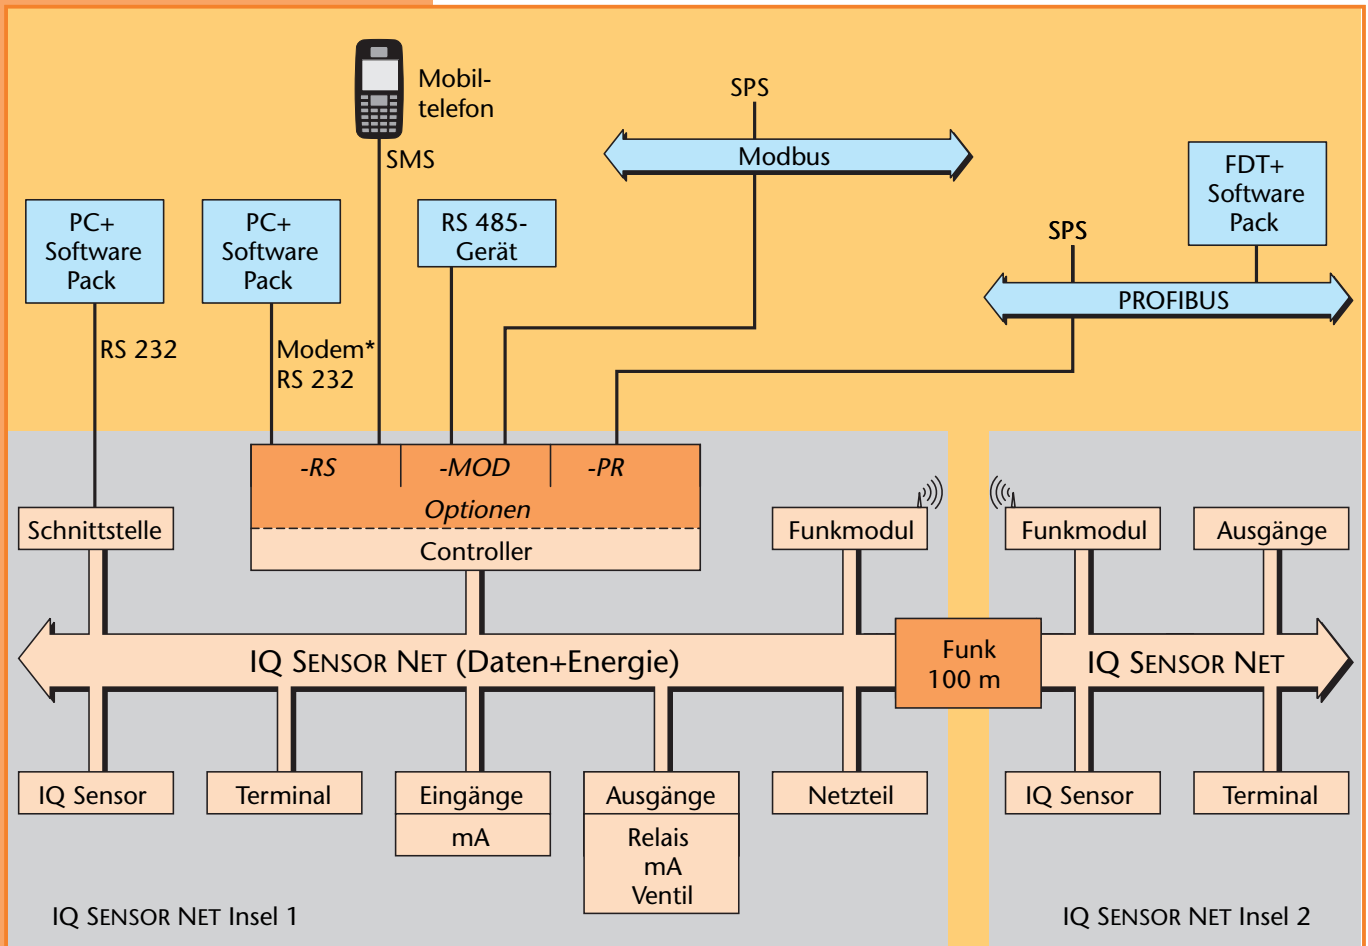 Mobil-
telefon
SMS
SPS
Modbus
FDT+
Software
Pack
PC+
Software
Pack
PC+
Software
Pack
RS 485-
Gerät
SPS
PROFIBUS
RS 232
Modem*
RS 232
-RS
-MOD
-PR
Optionen
Controller
Schnittstelle
Funkmodul
Funkmodul
Ausgänge
IQ SENSOR NET (Daten+Energie)
Funk
100 m
IQ SENSOR NET
IQ Sensor
Terminal
Eingänge
mA
Ausgänge
Relais
mA
Ventil
Netzteil
IQ Sensor
Terminal
IQ SENSOR NET Insel 1
IQ SENSOR NET Insel 2